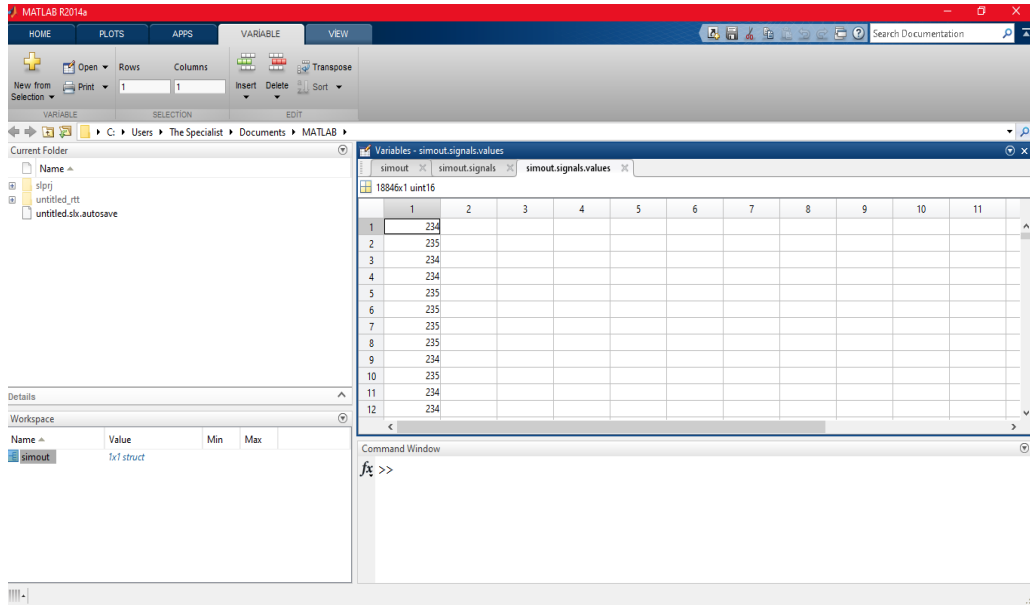 MATLAB R2014a
HOME PLOTS APPS VARIABLE VIEW
Search Documentation
New from Selection
Open
Print
Rows Columns
1 1
Insert Delete
Transpose
Sort
VARIABLE SELECTION EDIT
C: Users The Specialist Documents MATLAB
Current Folder
Name
slprj
untitled_rtt
untitled.slx.autosave
Details
Workspace
Name Value Min Max
simout 1x1 struct
Variables - simout.signals.values
simout simout.signals simout.signals.values
18846x1 uint16
1 2 3 4 5 6 7 8 9 10 11
1 234
2 235
3 234
4 234
5 235
6 235
7 235
8 235
9 234
10 235
11 234
12 234
Command Window
fx >>